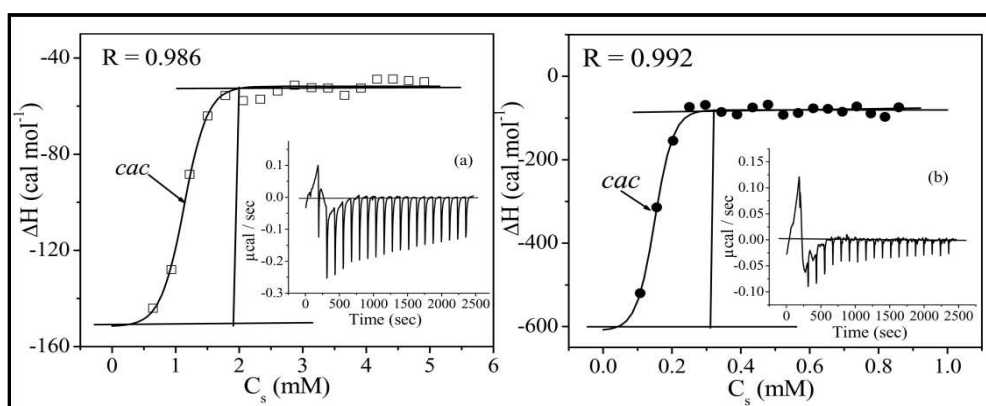 R = 0.986
ΔH (cal mol⁻¹)
-40
-80
-120
-160
cac
(a)
μcal / sec
0.1
0.0
-0.1
-0.2
-0.3
0 500 1000 1500 2000 2500
Time (sec)
0 1 2 3 4 5 6
C_s (mM)
R = 0.992
ΔH (cal mol⁻¹)
0
-200
-400
-600
cac
(b)
μcal / sec
0.10
0.05
0.00
-0.05
-0.10
0 500 1000 1500 2000 2500
Time (sec)
0.0 0.2 0.4 0.6 0.8 1.0
C_s (mM)